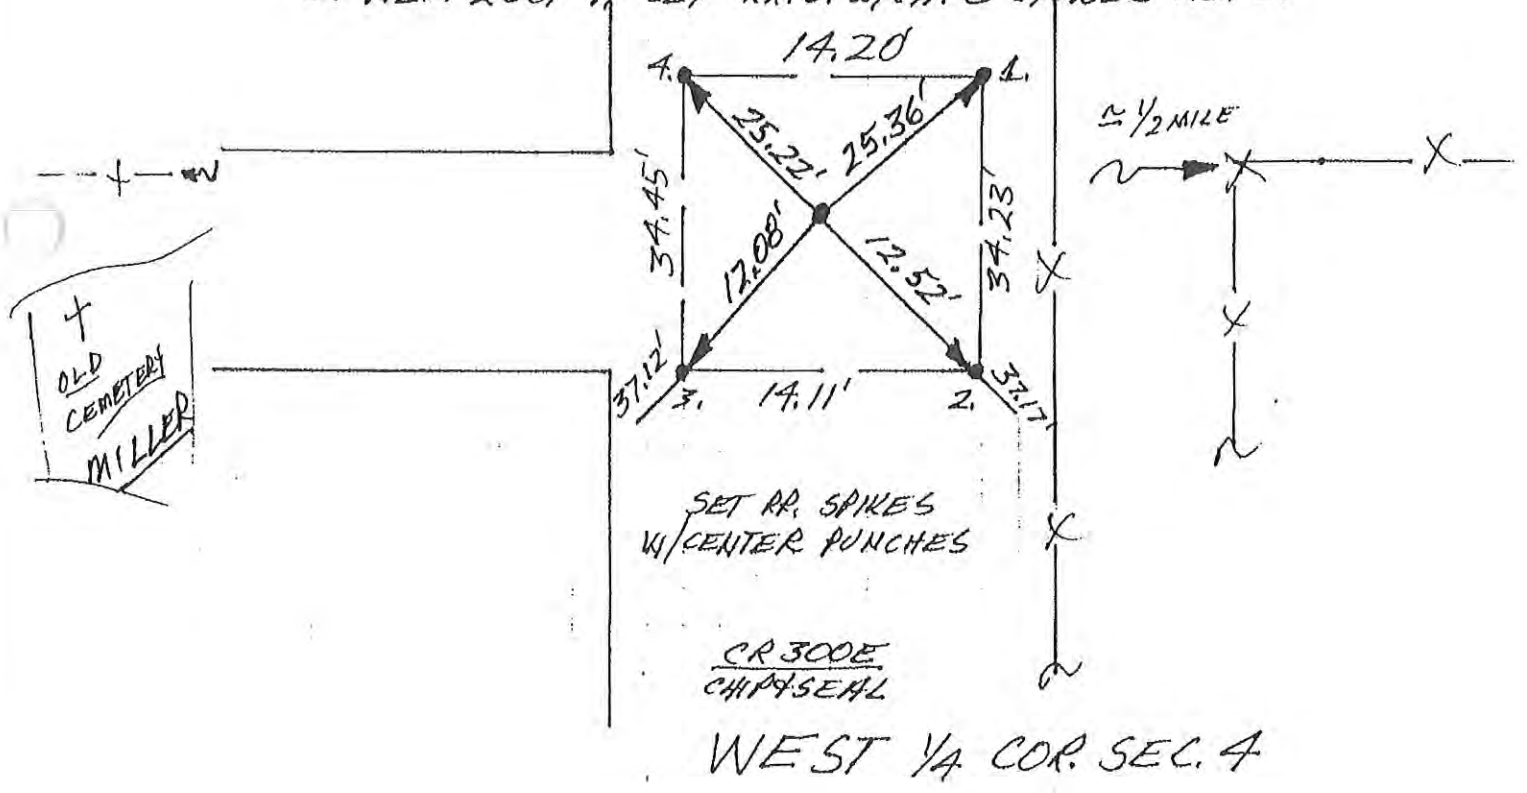 14.20'
4.
1.
25.22'
25.36'
≃ 1/2 MILE
34.45'
34.23'
12.08'
12.52'
37.12'
3.
14.11'
2.
37.17'
OLD
CEMETERY
MILLER
SET RR. SPIKES
W/CENTER PUNCHES
CR 300E
CHIP&SEAL
WEST 1/4 COR. SEC. 4